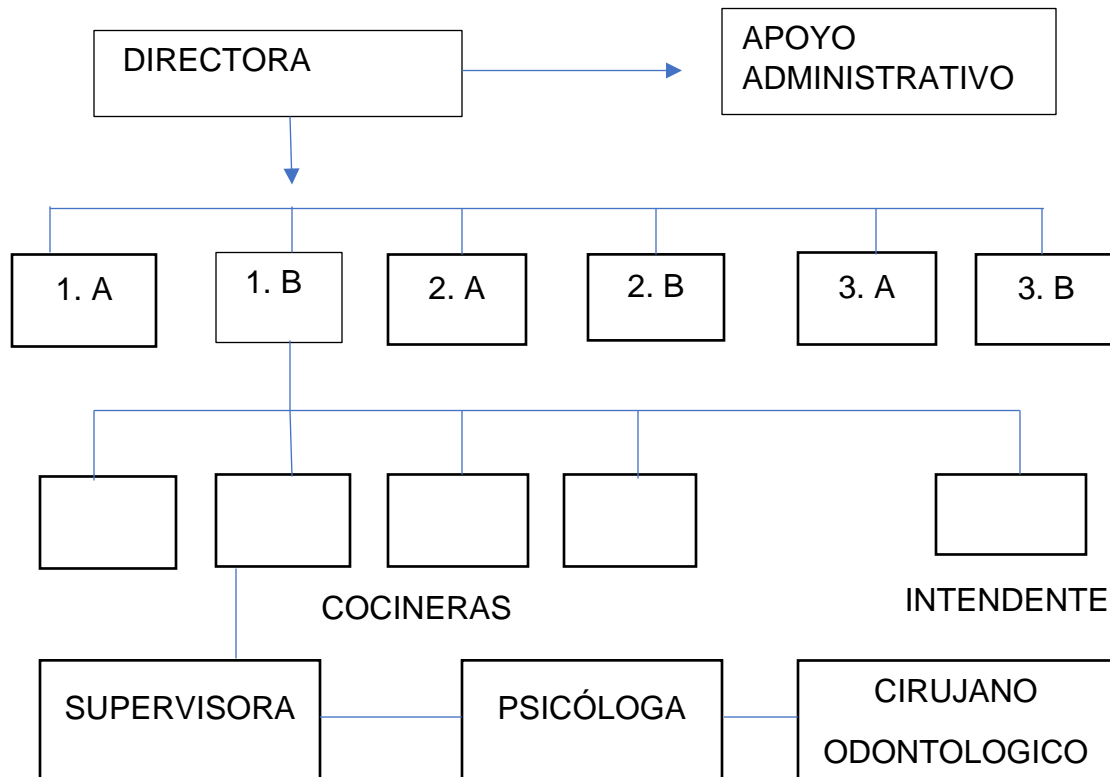 DIRECTORA
APOYO
ADMINISTRATIVO
1. A
1. B
2. A
2. B
3. A
3. B
COCINERAS
INTENDENTE
SUPERVISORA
PSICÓLOGA
CIRUJANO
ODONTOLOGICO